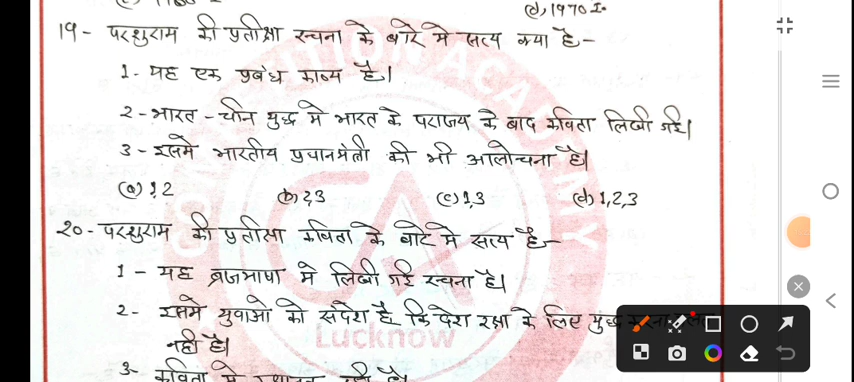 (d) 1970 ई०
19- परशुराम की प्रतीक्षा रचना के बारे मे सत्य क्या है-
1- यह एक प्रबंध काव्य है।
2- भारत-चीन युद्ध मे भारत के पराजय के बाद कविता लिखी गई।
3- इसमे भारतीय प्रधानमंत्री की भी आलोचना है।
(a) 1,2 (b) 2,3 (c) 1,3 (d) 1,2,3
20- परशुराम की प्रतीक्षा कविता के बारे मे सत्य है-
1- यह ब्रजभाषा मे लिखी गई रचना है।
2- इसमे युवाओ को संदेश है कि देश रक्षा के लिए युद्ध
नही है।
3- कविता मे
Lucknow